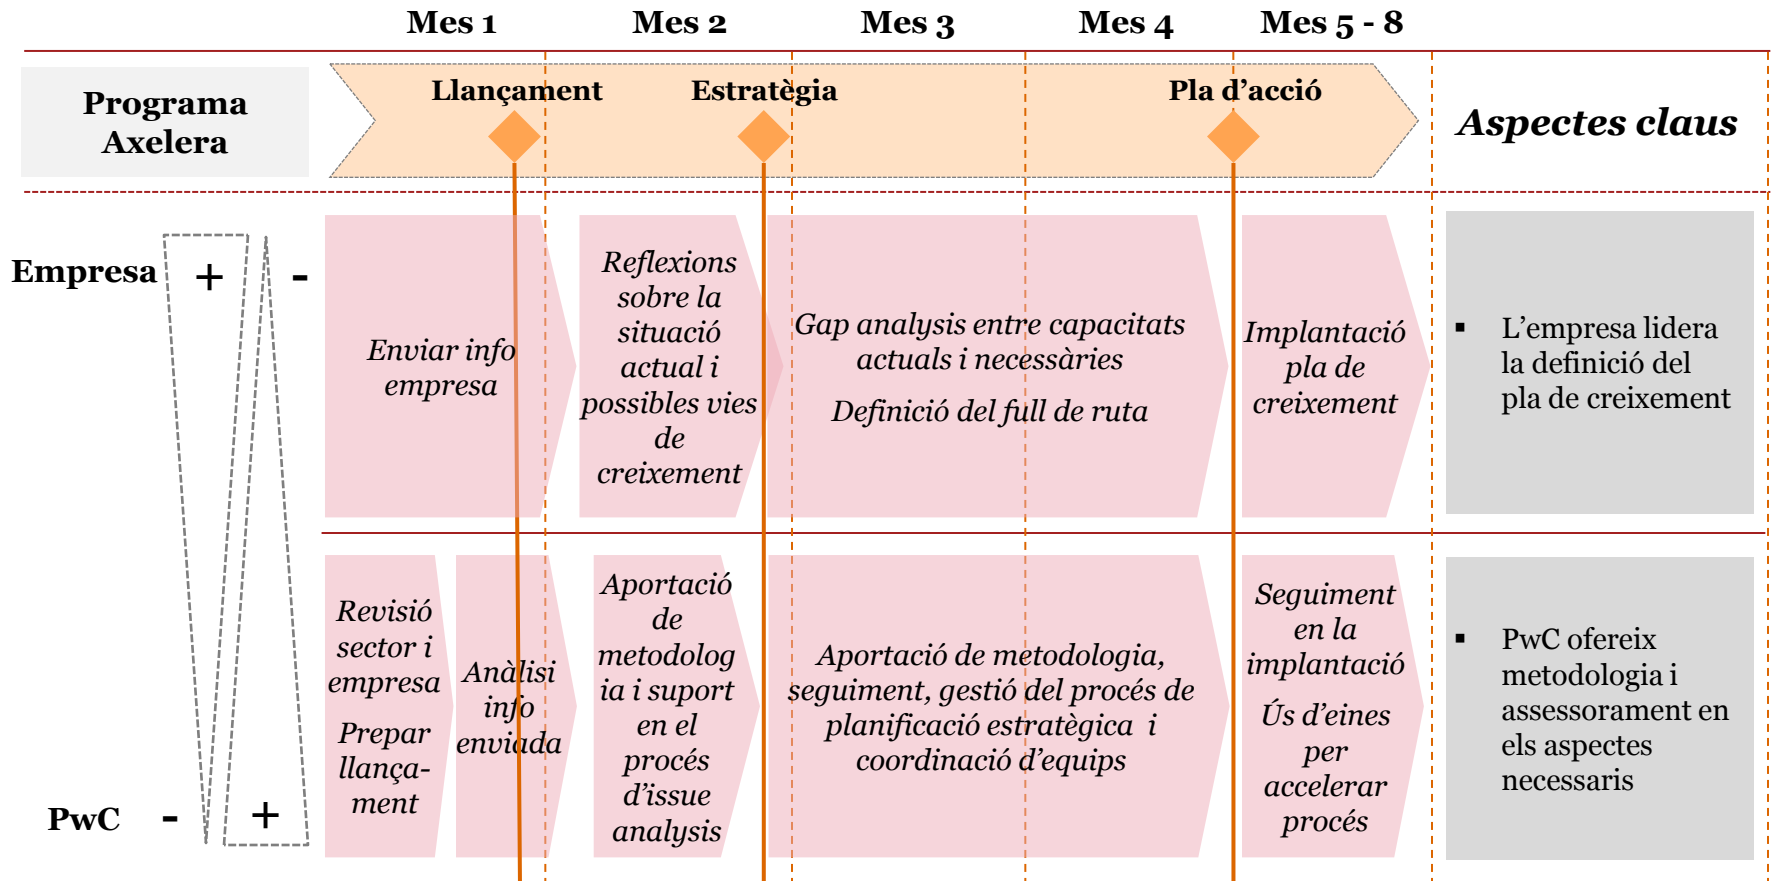 Mes 1
Mes 2
Mes 3
Mes 4
Mes 5 - 8
Programa
Axelera
Llançament
Estratègia
Pla d’acció
Aspectes claus
Empresa
+
-
Enviar info
empresa
Reflexions
sobre la
situació
actual i
possibles vies
de
creixement
Gap analysis entre capacitats
actuals i necessàries
Definició del full de ruta
Implantació
pla de
creixement
▪ L’empresa lidera
la definició del
pla de creixement
PwC
-
+
Revisió
sector i
empresa
Prepar
llança-
ment
Anàlisi
info
enviada
Aportació
de
metodolog
ia i suport
en el
procés
d’issue
analysis
Aportació de metodologia,
seguiment, gestió del procés de
planificació estratègica i
coordinació d’equips
Seguiment
en la
implantació
Ús d’eines
per
accelerar
procés
▪ PwC ofereix
metodologia i
assessorament en
els aspectes
necessaris